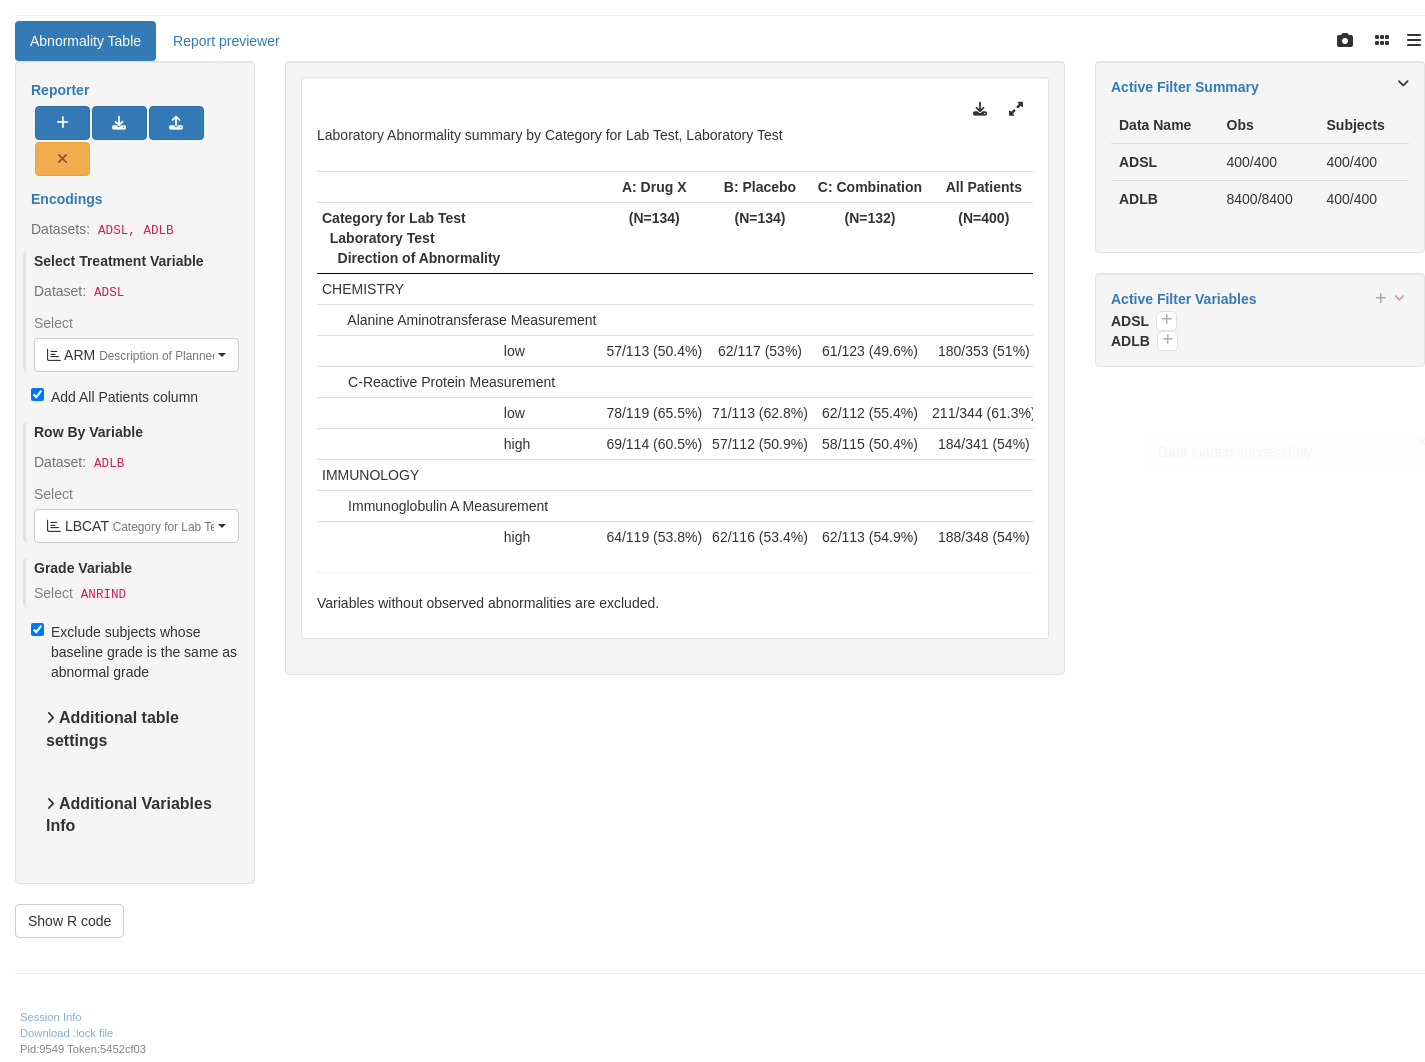 Abnormality Table
Report previewer
Reporter
Encodings
Datasets: ADSL, ADLB
Select Treatment Variable
Dataset: ADSL
Select
ARM Description of Planned
Add All Patients column
Row By Variable
Dataset: ADLB
Select
LBCAT Category for Lab Te
Grade Variable
Select ANRIND
Exclude subjects whose
baseline grade is the same as
abnormal grade
Additional table
settings
Additional Variables
Info
Show R code
Laboratory Abnormality summary by Category for Lab Test, Laboratory Test
A: Drug X B: Placebo C: Combination All Patients
Category for Lab Test (N=134) (N=134) (N=132) (N=400)
Laboratory Test
Direction of Abnormality
CHEMISTRY
Alanine Aminotransferase Measurement
low 57/113 (50.4%) 62/117 (53%) 61/123 (49.6%) 180/353 (51%)
C-Reactive Protein Measurement
low 78/119 (65.5%) 71/113 (62.8%) 62/112 (55.4%) 211/344 (61.3%)
high 69/114 (60.5%) 57/112 (50.9%) 58/115 (50.4%) 184/341 (54%)
IMMUNOLOGY
Immunoglobulin A Measurement
high 64/119 (53.8%) 62/116 (53.4%) 62/113 (54.9%) 188/348 (54%)
Variables without observed abnormalities are excluded.
Active Filter Summary
Data Name Obs Subjects
ADSL 400/400 400/400
ADLB 8400/8400 400/400
Active Filter Variables
ADSL
ADLB
Data loaded successfully
Session Info
Download .lock file
Pid:9549 Token:5452cf03